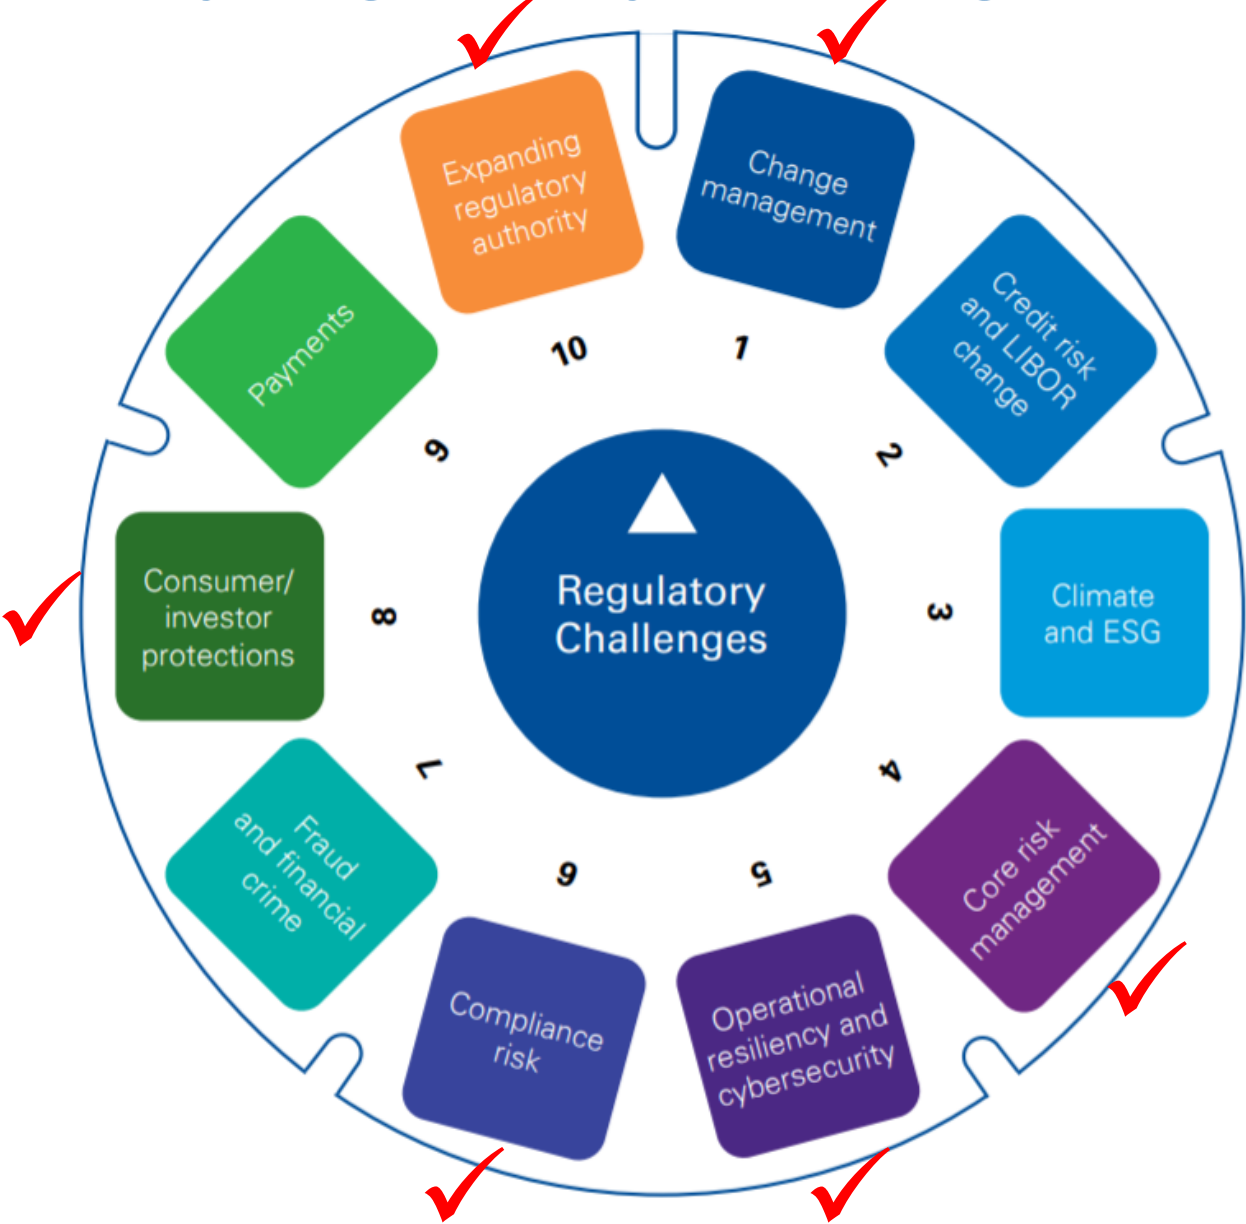 Regulatory
Challenges
1
Change
management
2
Credit risk
and LIBOR
change
3
Climate
and ESG
4
Core risk
management
5
Operational
resiliency and
cybersecurity
6
Compliance
risk
7
Fraud
and financial
crime
8
Consumer/
investor
protections
9
Payments
10
Expanding
regulatory
authority